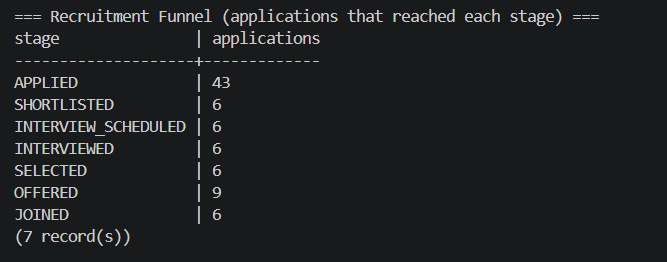 === Recruitment Funnel (applications that reached each stage) ===
stage               | applications
--------------------+-------------
APPLIED             | 43
SHORTLISTED         | 6
INTERVIEW_SCHEDULED | 6
INTERVIEWED         | 6
SELECTED            | 6
OFFERED             | 9
JOINED              | 6
(7 record(s))